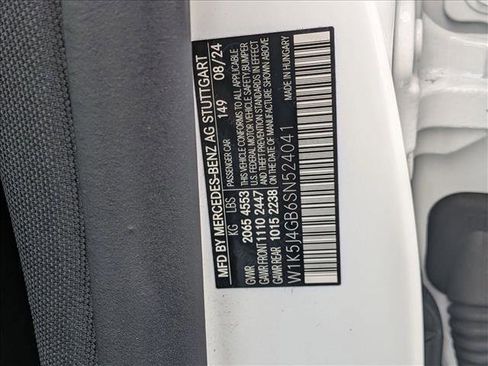 MFD BY MERCEDES-BENZ AG STUTTGART
PASSENGER CAR 149 08/24
KG LBS THIS VEHICLE CONFORMS TO ALL APPLICABLE
GVWR 2065 4553 U.S. FEDERAL MOTOR VEHICLE SAFETY, BUMPER
GAWR FRONT 1110 2447 AND THEFT PREVENTION STANDARDS IN EFFECT
GAWR REAR 1015 2238 ON THE DATE OF MANUFACTURE SHOWN ABOVE
W1K5J4GB6SN524041 MADE IN HUNGARY